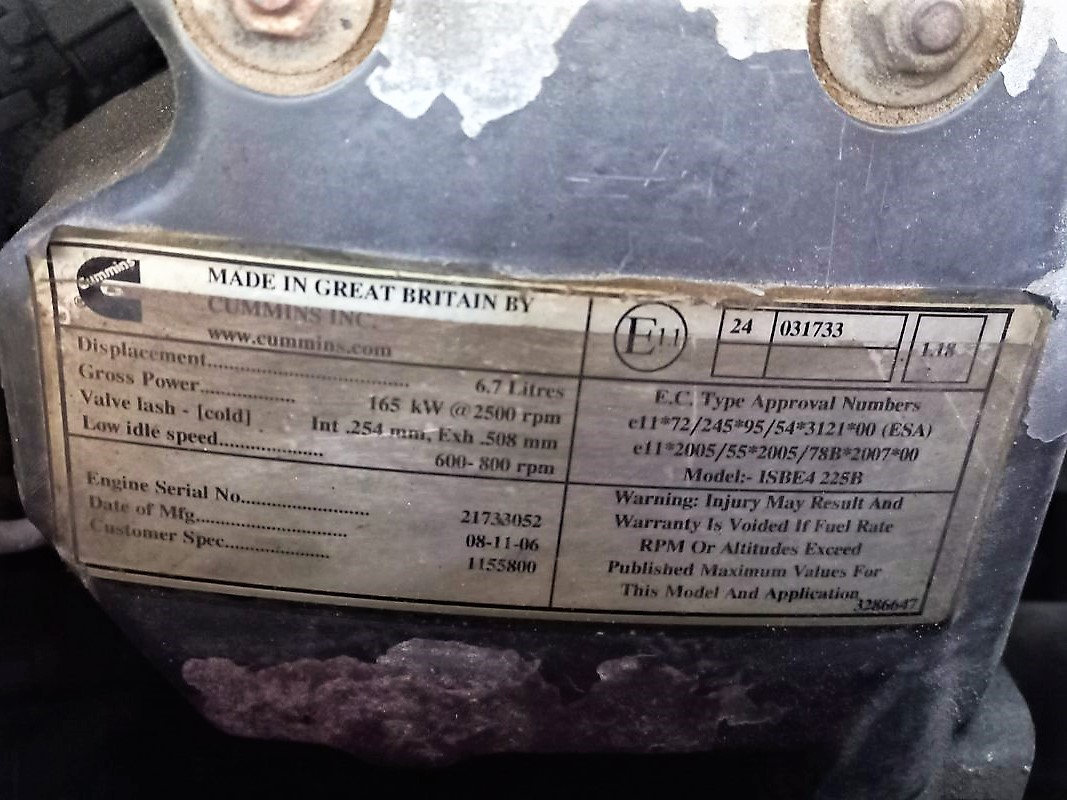 Cummins
MADE IN GREAT BRITAIN BY
CUMMINS INC.
www.cummins.com
Displacement........................................ 6.7 Litres
Gross Power.................. 165 kW @ 2500 rpm
Valve lash - [cold] Int .254 mm, Exh .508 mm
Low idle speed.................... 600- 800 rpm
Engine Serial No......................... 21733052
Date of Mfg.............................. 08-11-06
Customer Spec.................... 1155800
E11
24 031733
1.18
E.C. Type Approval Numbers
e11*72/245*95/54*3121*00 (ESA)
e11*2005/55*2005/78B*2007*00
Model:- ISBE4 225B
Warning: Injury May Result And
Warranty Is Voided If Fuel Rate
RPM Or Altitudes Exceed
Published Maximum Values For
This Model And Application
3286647